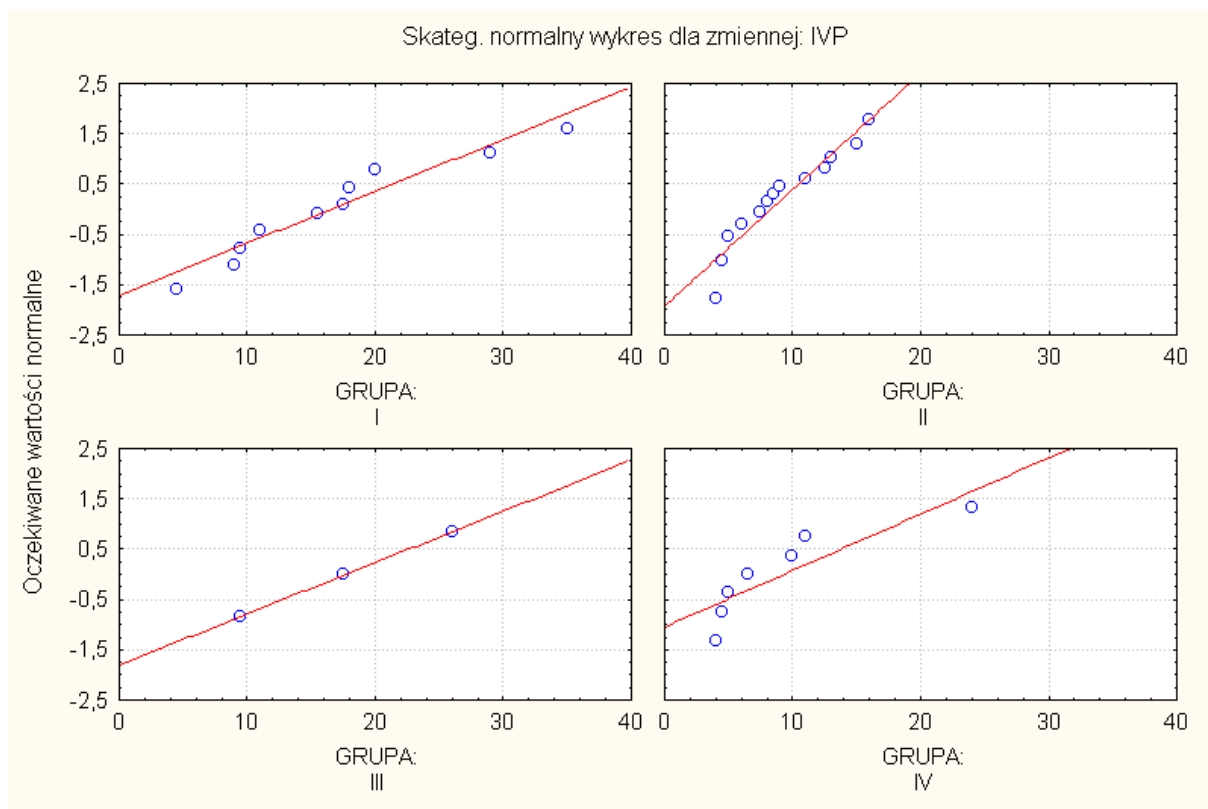 Skateg. normalny wykres dla zmiennej: IVP
Oczekiwane wartości normalne
2,5
1,5
0,5
-0,5
-1,5
-2,5
0 10 20 30 40
GRUPA:
I
0 10 20 30 40
GRUPA:
II
2,5
1,5
0,5
-0,5
-1,5
-2,5
0 10 20 30 40
GRUPA:
III
0 10 20 30 40
GRUPA:
IV